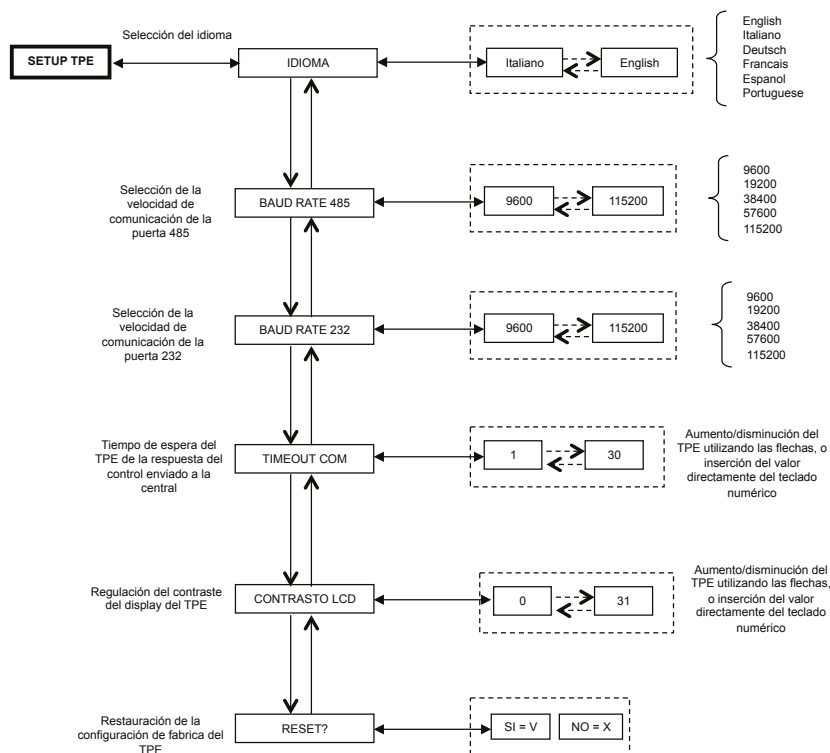 Selección del idioma
SETUP TPE
IDIOMA
Italiano
English
English
Italiano
Deutsch
Francais
Espanol
Portuguese
Selección de la
velocidad de
comunicación de la
puerta 485
BAUD RATE 485
9600
115200
9600
19200
38400
57600
115200
Selección de la
velocidad de
comunicación de la
puerta 232
BAUD RATE 232
9600
115200
9600
19200
38400
57600
115200
Tiempo de espera del
TPE de la respuesta del
control enviado a la
central
TIMEOUT COM
1
30
Aumento/disminución del
TPE utilizando las flechas, o
inserción del valor
directamente del teclado
numérico
Regulación del contraste
del display del TPE
CONTRASTO LCD
0
31
Aumento/disminución del
TPE utilizando las flechas,
o inserción del valor
directamente del teclado
numérico
Restauración de la
configuración de fabrica del
TPE
RESET?
SI = V
NO = X